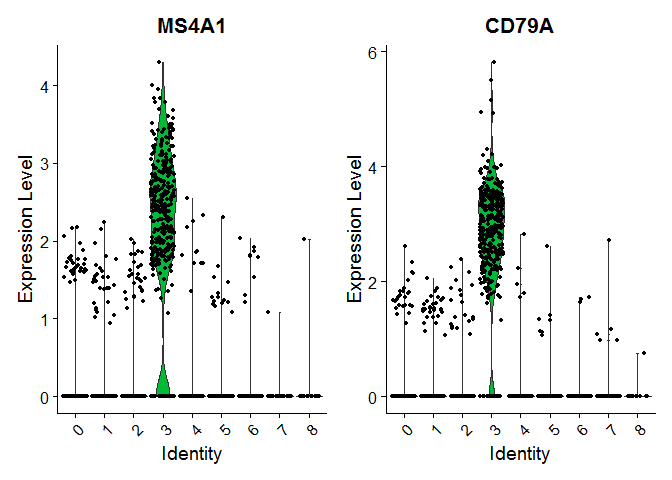 MS4A1
Expression Level
4
3
2
1
0
0 1 2 3 4 5 6 7 8
Identity
CD79A
Expression Level
6
4
2
0
0 1 2 3 4 5 6 7 8
Identity